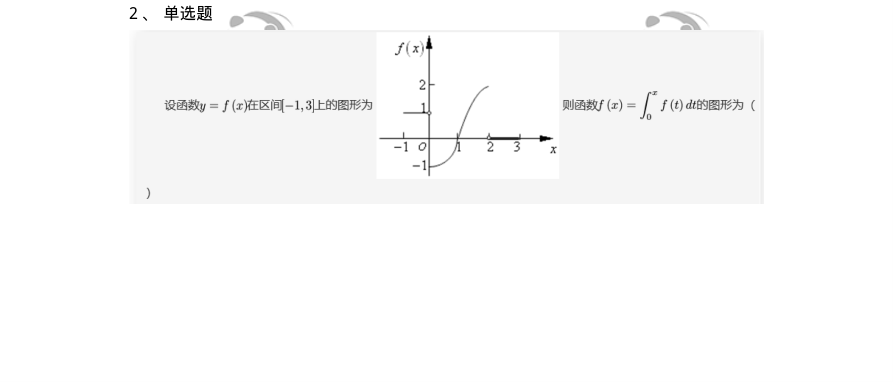 2 、 单选题
f(x)
2
设函数y = f (x)在区间[−1,3]上的图形为 1 则函数f (x) = ∫₀ˣ f (t) dt的图形为（
−1 O 1 2 3 x
−1
）